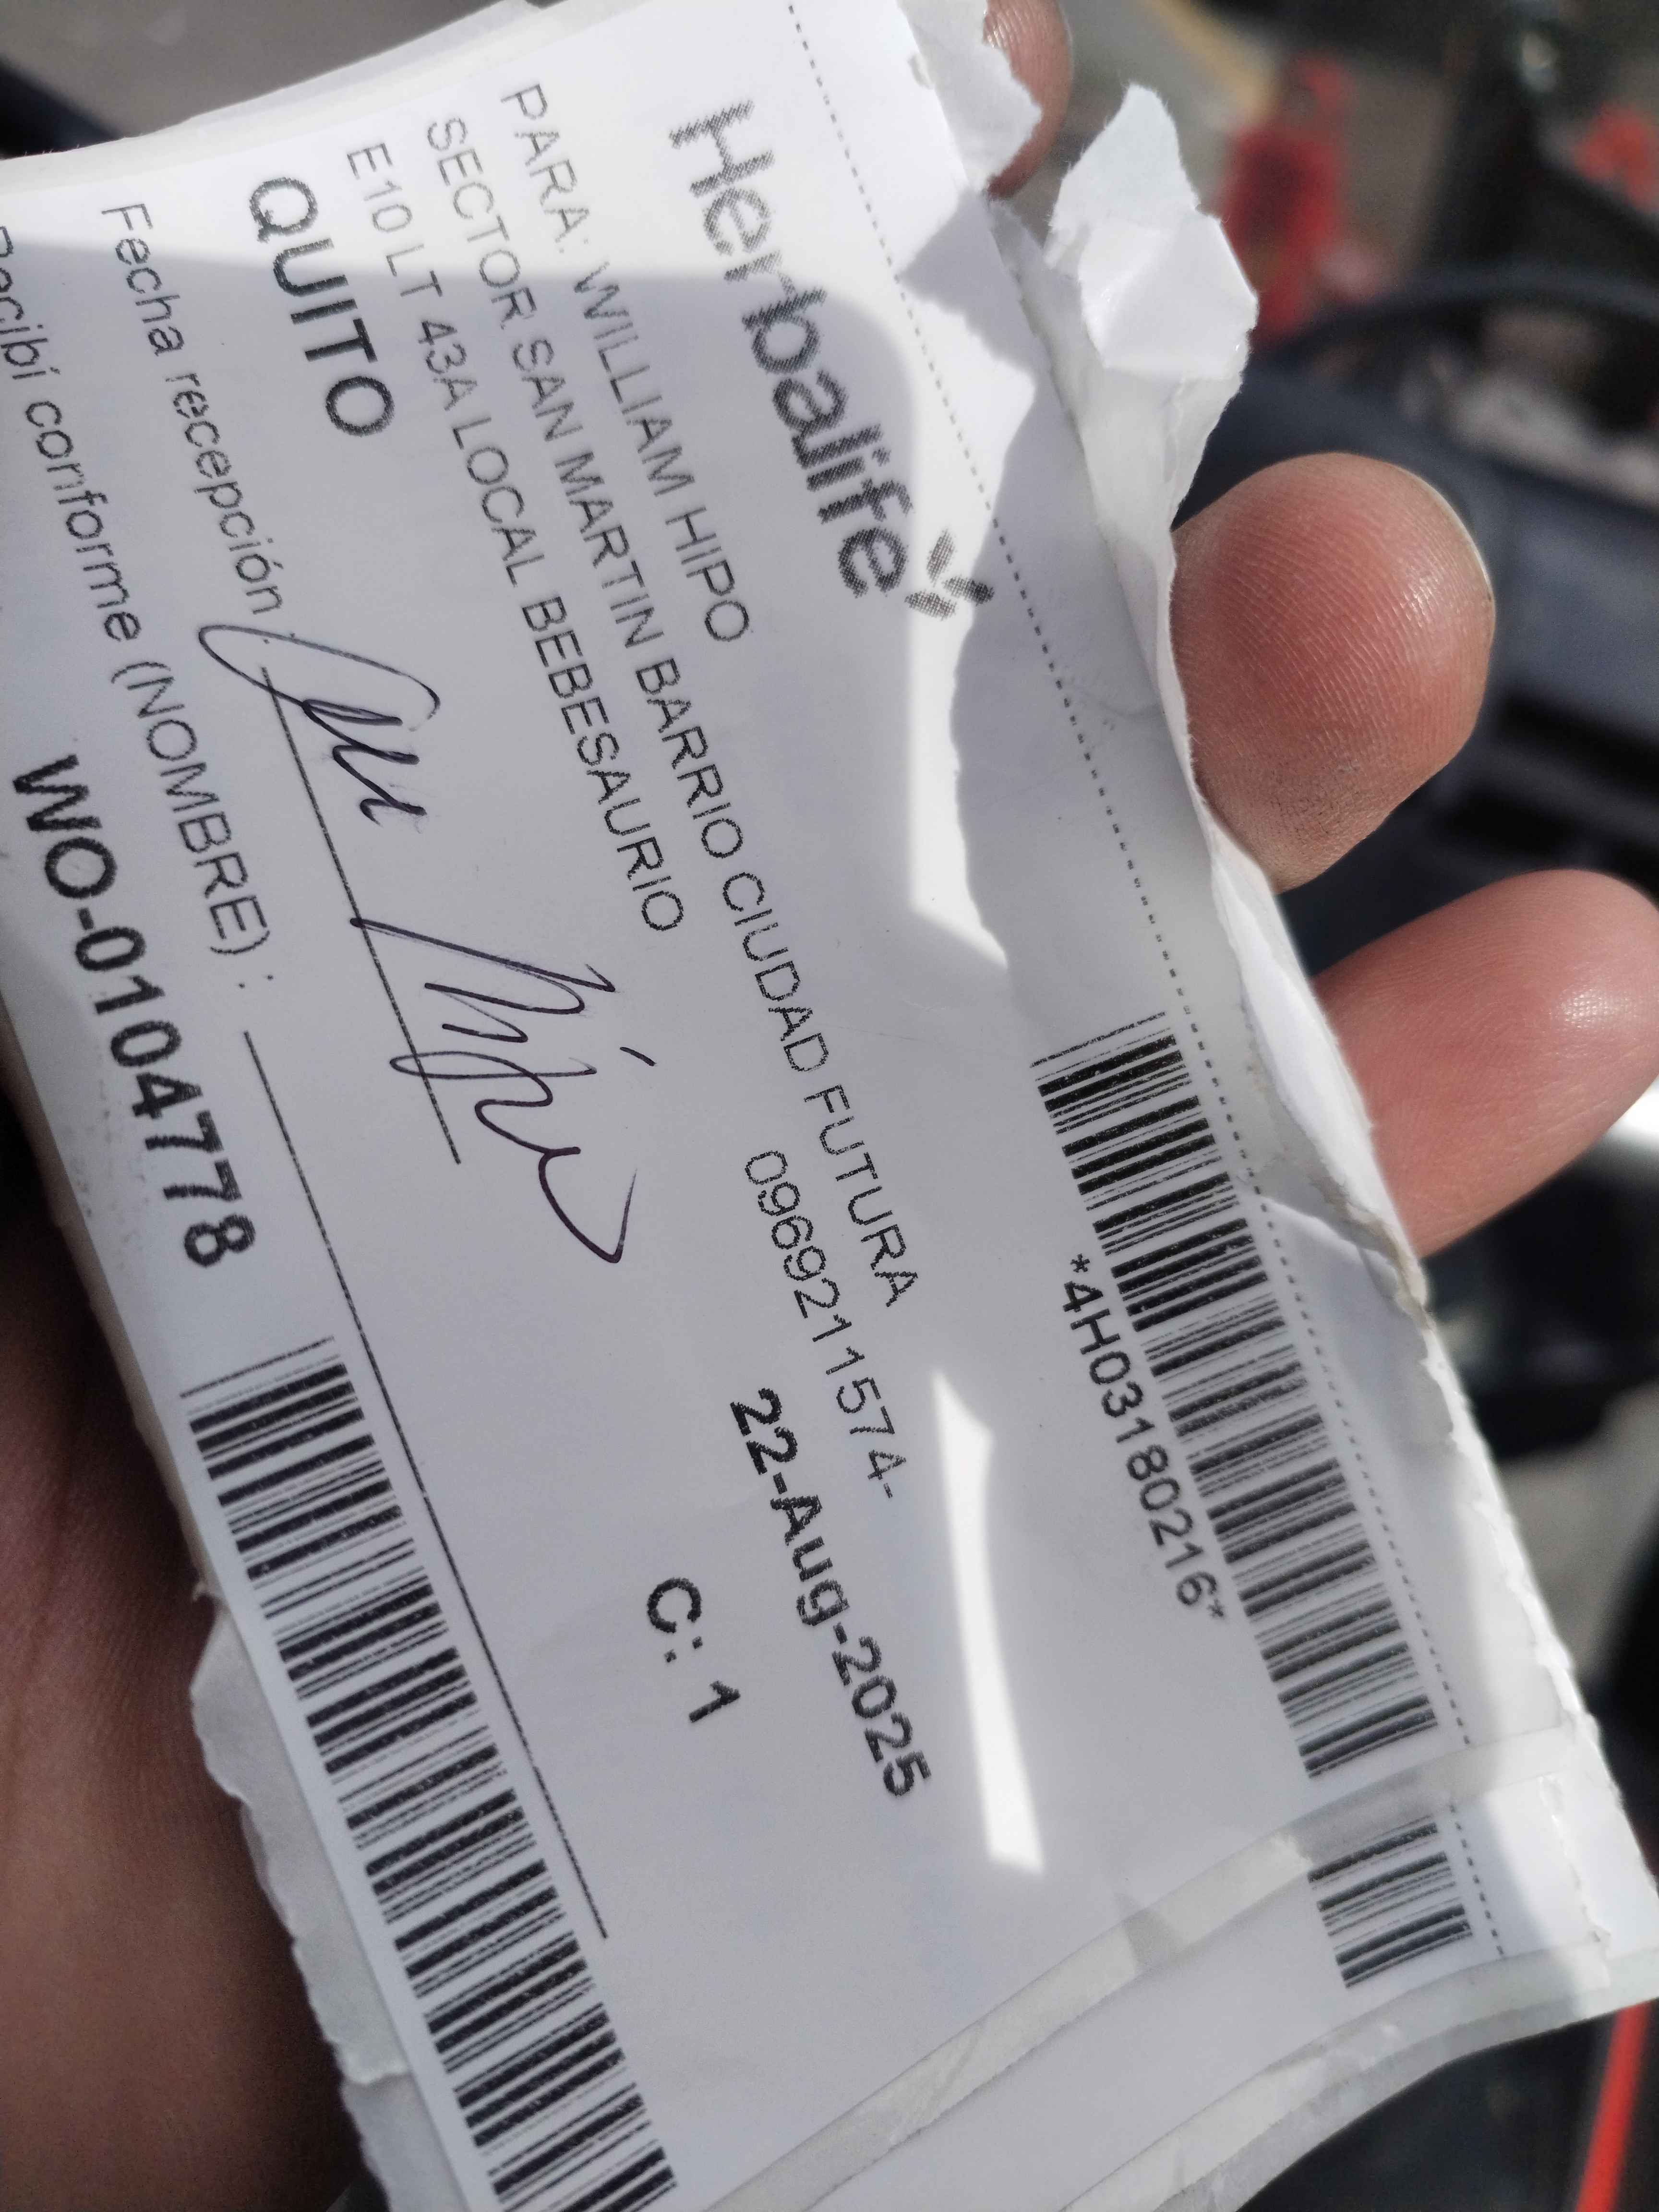 Herbalife
*4H03180216*
PARA: WILLIAM HIPO
SECTOR SAN MARTIN BARRIO CIUDAD FUTURA
E10 LT 43A LOCAL BEBESAURIO
0969211574-
QUITO
22-Aug-2025
C: 1
Fecha recepción
Recibí conforme (NOMBRE) :
WO-0104778